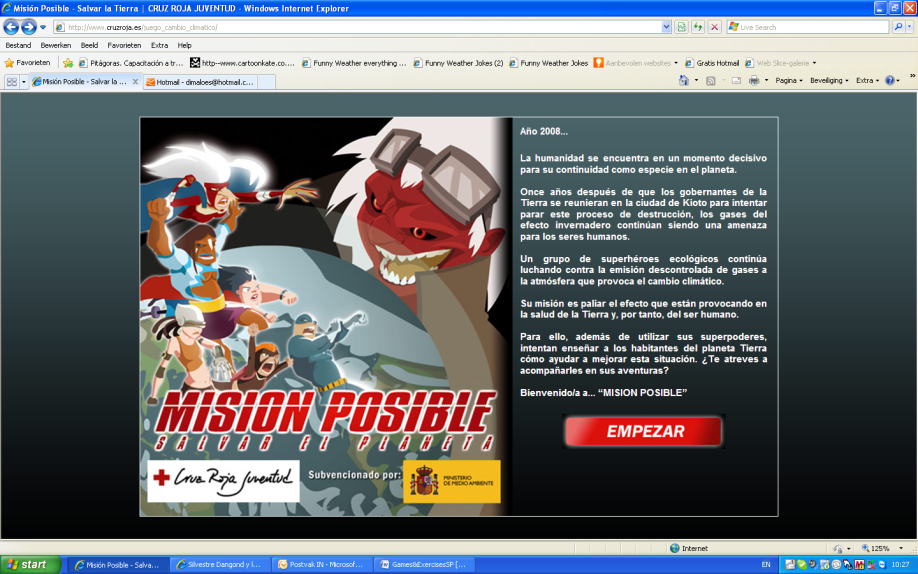 Misión Posible - Salvar la Tierra | CRUZ ROJA JUVENTUD - Windows Internet Explorer
http://www.cruzroja.es/juego_cambio_climatico/
Live Search
Bestand Bewerken Beeld Favorieten Extra Help
Favorieten Pitágoras. Capacitación a tr... http--www.cartoonkate.co.... Funny Weather everything ... Funny Weather Jokes (2) Funny Weather Jokes Aanbevolen websites Gratis Hotmail Web Slice-galerie
Misión Posible - Salvar la ... Hotmail - dimaloes@hotmail.c... Pagina Beveiliging Extra
Año 2008...
La humanidad se encuentra en un momento decisivo
para su continuidad como especie en el planeta.
Once años después de que los gobernantes de la
Tierra se reunieran en la ciudad de Kioto para intentar
parar este proceso de destrucción, los gases del
efecto invernadero continúan siendo una amenaza
para los seres humanos.
Un grupo de superhéroes ecológicos continúa
luchando contra la emisión descontrolada de gases a
la atmósfera que provoca el cambio climático.
Su misión es paliar el efecto que están provocando en
la salud de la Tierra y, por tanto, del ser humano.
Para ello, además de utilizar sus superpoderes,
intentan enseñar a los habitantes del planeta Tierra
cómo ayudar a mejorar esta situación. ¿Te atreves a
acompañarles en sus aventuras?
Bienvenido/a a... “MISION POSIBLE”
EMPEZAR
MISION POSIBLE
SALVAR EL PLANETA
Cruz Roja Juventud
Subvencionado por:
MINISTERIO
DE MEDIO AMBIENTE
Internet 125%
start Misión Posible - Salva... Silvestre Dangond y l... Postvak IN - Microsof... Games&ExercisesSP [... EN 10:27